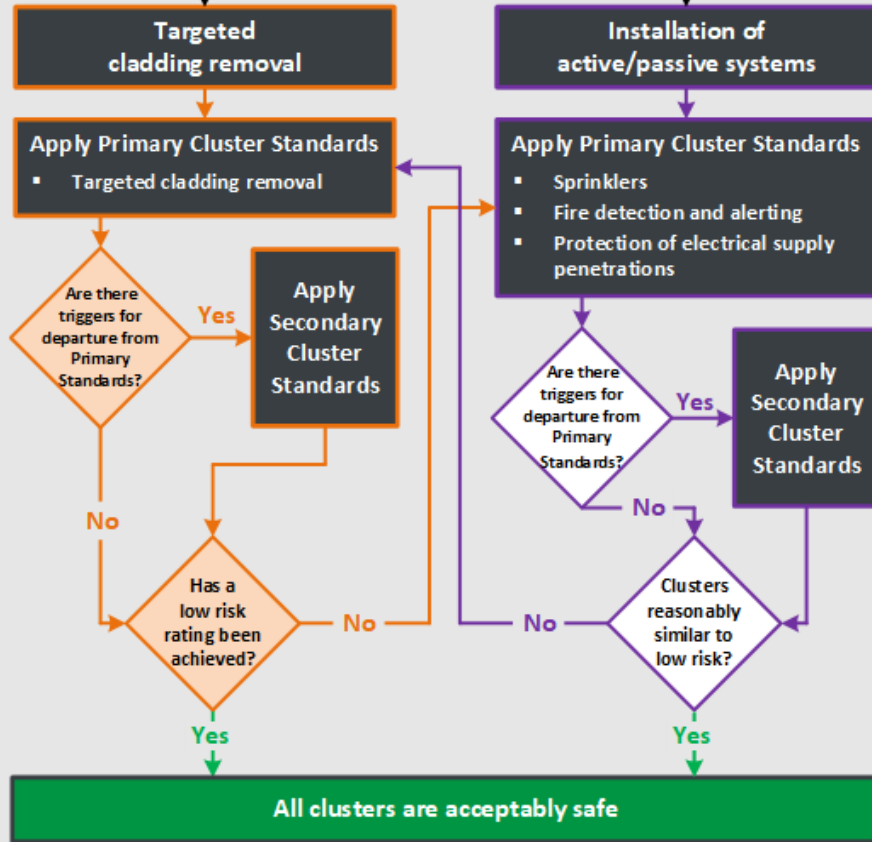 Targeted
cladding removal
Apply Primary Cluster Standards
▪ Targeted cladding removal
Are there
triggers for
departure from
Primary
Standards?
Yes
Apply
Secondary
Cluster
Standards
No
Has a
low risk
rating been
achieved?
No
Yes
Installation of
active/passive systems
Apply Primary Cluster Standards
▪ Sprinklers
▪ Fire detection and alerting
▪ Protection of electrical supply
penetrations
Are there
triggers for
departure from
Primary
Standards?
Yes
Apply
Secondary
Cluster
Standards
No
Clusters
reasonably
similar to
low risk?
No
Yes
All clusters are acceptably safe